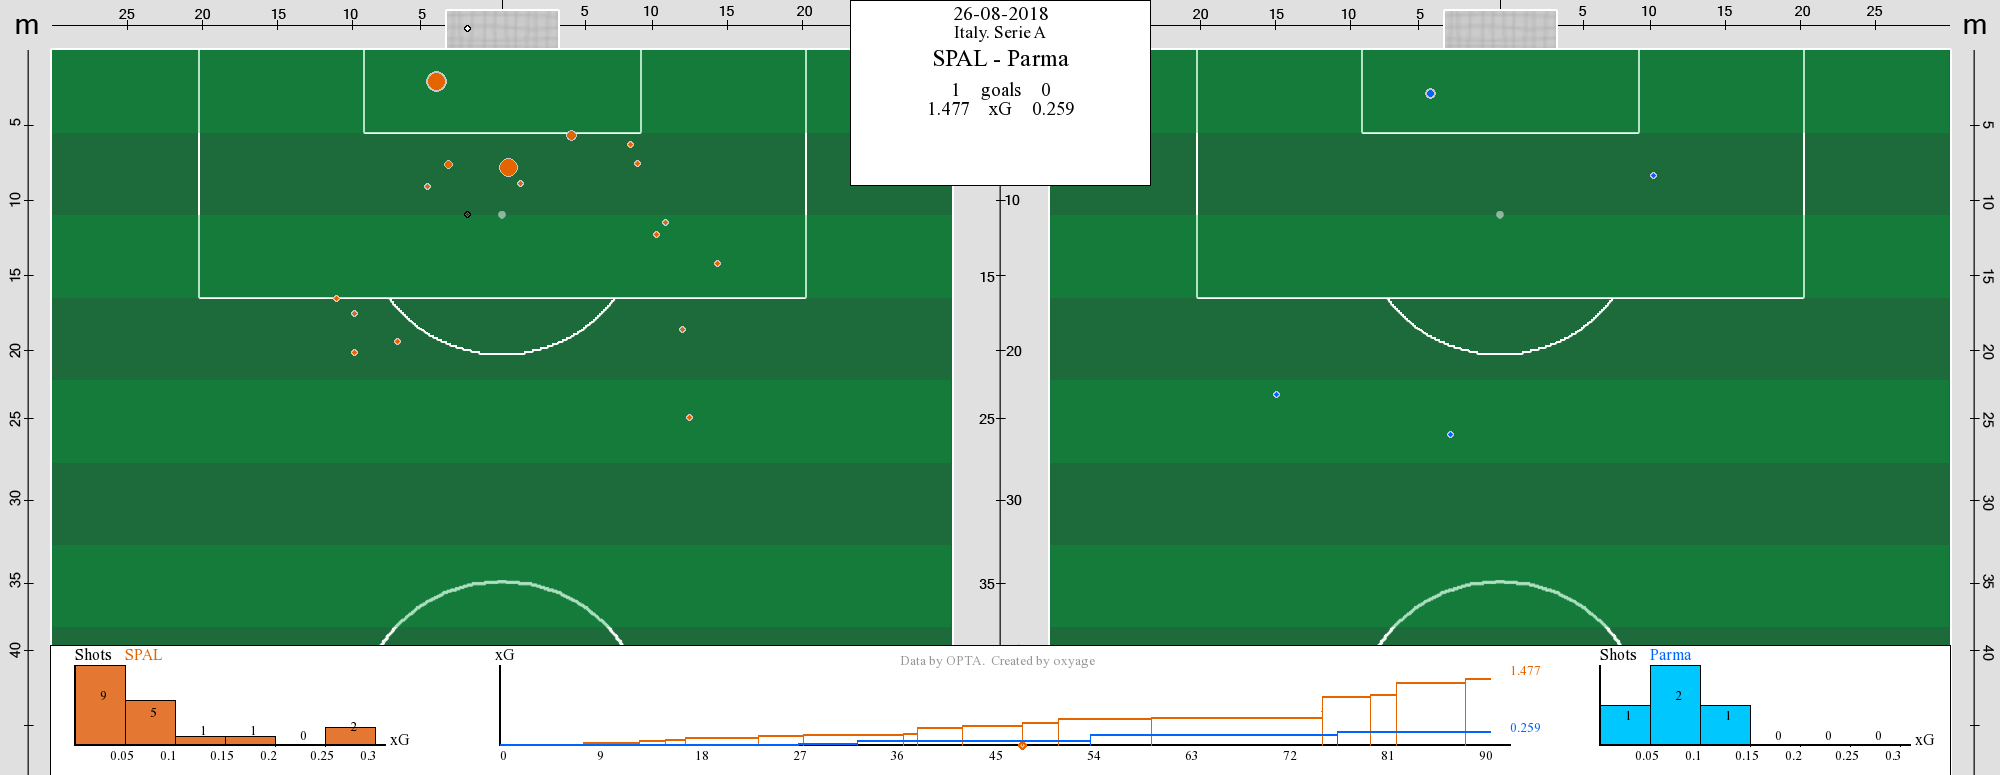 25 20 15 10 5 5 10 15 20
20 15 10 5 5 10 15 20 25
m
m
26-08-2018
Italy. Serie A
SPAL - Parma
1 goals 0
1.477 xG 0.259
5
10
15
20
25
30
35
40
10
15
20
25
30
35
5
10
15
20
25
30
35
40
Shots SPAL
9
5
1
1
0
2
xG
0.05 0.1 0.15 0.2 0.25 0.3
xG
Data by OPTA. Created by oxyage
1.477
0.259
0 9 18 27 36 45 54 63 72 81 90
Shots Parma
1
2
1
0
0
0
xG
0.05 0.1 0.15 0.2 0.25 0.3